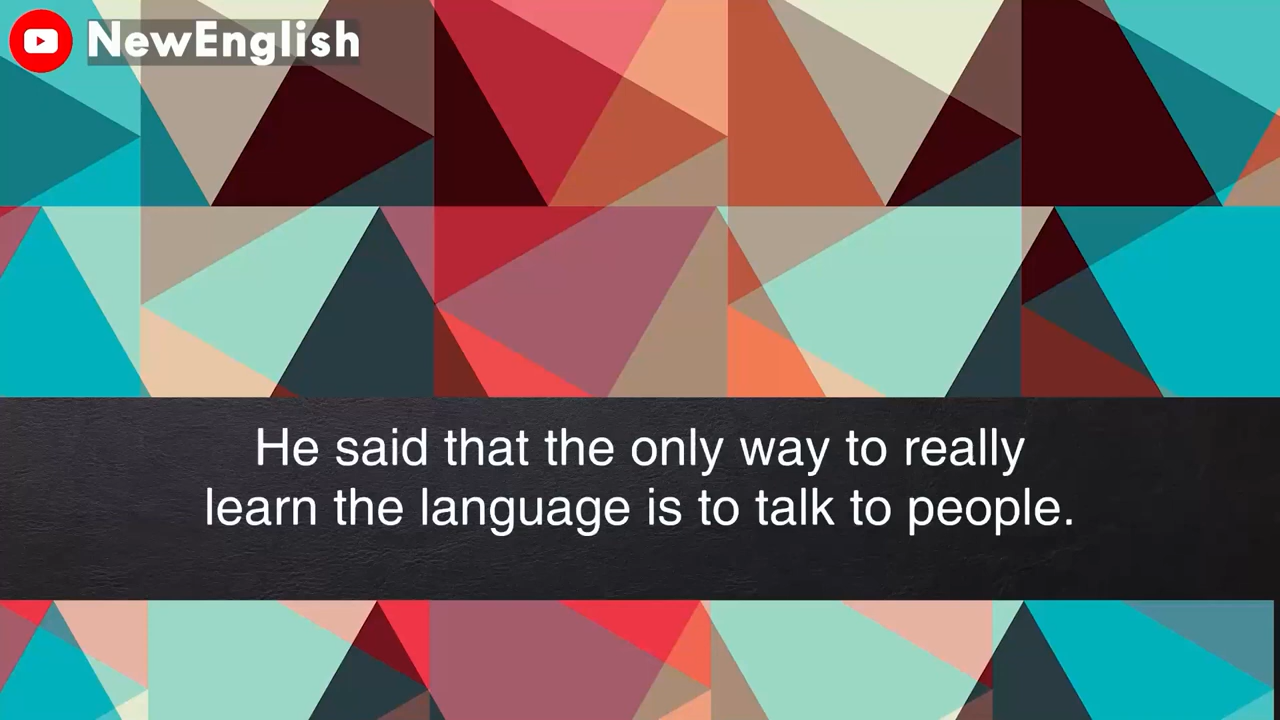 NewEnglish
He said that the only way to really
learn the language is to talk to people.